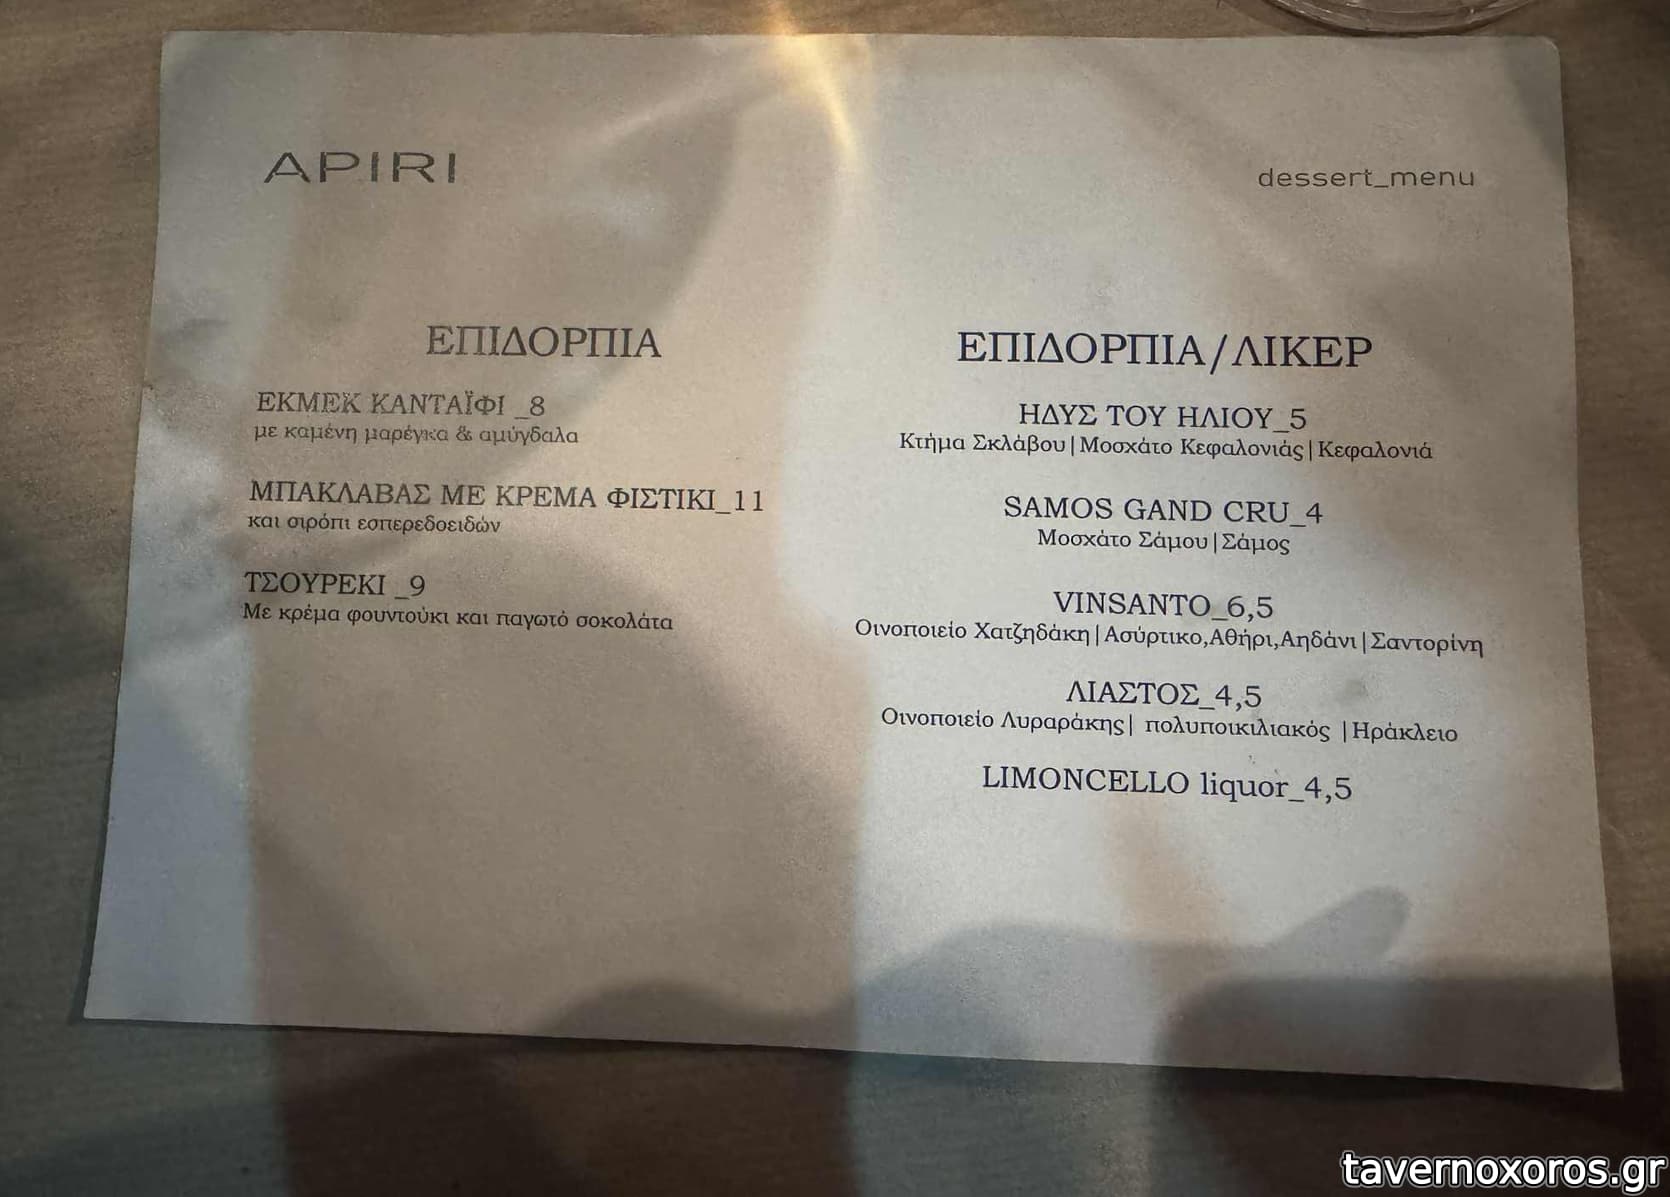 APIRI
dessert_menu
ΕΠΙΔΟΡΠΙΑ
ΕΚΜΕΚ ΚΑΝΤΑΪΦΙ _8
με καμένη μαρέγκα & αμύγδαλα
ΜΠΑΚΛΑΒΑΣ ΜΕ ΚΡΕΜΑ ΦΙΣΤΙΚΙ_11
και σιρόπι εσπερεδοειδών
ΤΣΟΥΡΕΚΙ _9
Με κρέμα φουντούκι και παγωτό σοκολάτα
ΕΠΙΔΟΡΠΙΑ/ΛΙΚΕΡ
ΗΔΥΣ ΤΟΥ ΗΛΙΟΥ_5
Κτήμα Σκλάβου|Μοσχάτο Κεφαλονιάς|Κεφαλονιά
SAMOS GAND CRU_4
Μοσχάτο Σάμου|Σάμος
VINSANTO_6,5
Οινοποιείο Χατζηδάκη|Ασύρτικο,Αθήρι,Αηδάνι|Σαντορίνη
ΛΙΑΣΤΟΣ_4,5
Οινοποιείο Λυραράκης| πολυποικιλιακός |Ηράκλειο
LIMONCELLO liquor_4,5
tavernoxoros.gr